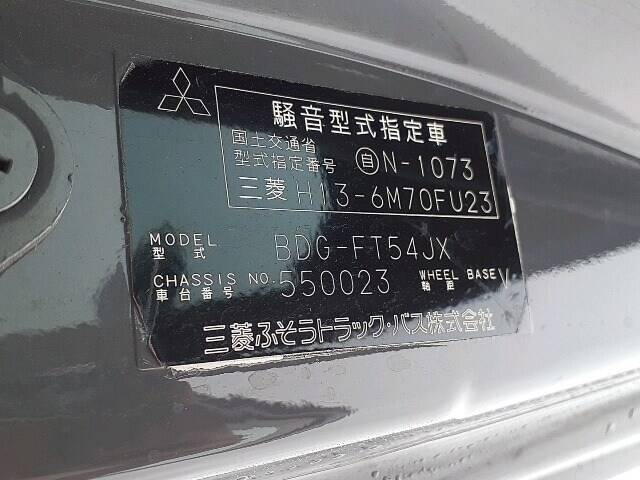 騒音型式指定車
国土交通省
型式指定番号 自N-1073
三菱 H113-6M70FU23
MODEL
型式 BDG-FT54JX
CHASSIS NO. 550023 WHEEL BASE V
車台番号 軸距
三菱ふそうトラック・バス株式会社